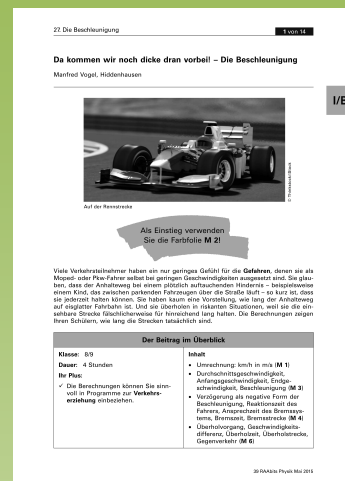 27. Die Beschleunigung
1 von 14
Da kommen wir noch dicke dran vorbei! – Die Beschleunigung
Manfred Vogel, Hiddenhausen
I/E
© Thinkstock/iStock
Auf der Rennstrecke
Als Einstieg verwenden
Sie die Farbfolie M 2!
Viele Verkehrsteilnehmer haben ein nur geringes Gefühl für die Gefahren, denen sie als
Moped- oder Pkw-Fahrer selbst bei geringen Geschwindigkeiten ausgesetzt sind. Sie glau-
ben, dass der Anhalteweg bei einem plötzlich auftauchenden Hindernis – beispielsweise
einem Kind, das zwischen parkenden Fahrzeugen über die Straße läuft – so kurz ist, dass
sie jederzeit halten können. Sie haben kaum eine Vorstellung, wie lang der Anhalteweg
auf eisglatter Fahrbahn ist. Und sie überholen in riskanten Situationen, weil sie die ein-
sehbare Strecke fälschlicherweise für hinreichend lang halten. Die Berechnungen zeigen
Ihren Schülern, wie lang die Strecken tatsächlich sind.
Der Beitrag im Überblick
Klasse: 8/9
Dauer: 4 Stunden
Ihr Plus:
✓ Die Berechnungen können Sie sinn-
voll in Programme zur Verkehrs-
erziehung einbeziehen.
Inhalt
• Umrechnung: km/h in m/s (M 1)
• Durchschnittsgeschwindigkeit,
Anfangsgeschwindigkeit, Endge-
schwindigkeit, Beschleunigung (M 3)
• Verzögerung als negative Form der
Beschleunigung, Reaktionszeit des
Fahrers, Ansprechzeit des Bremssys-
tems, Bremszeit, Bremsstrecke (M 4)
• Überholvorgang, Geschwindigkeits-
differenz, Überholzeit, Überholstrecke,
Gegenverkehr (M 6)
39 RAAbits Physik Mai 2015